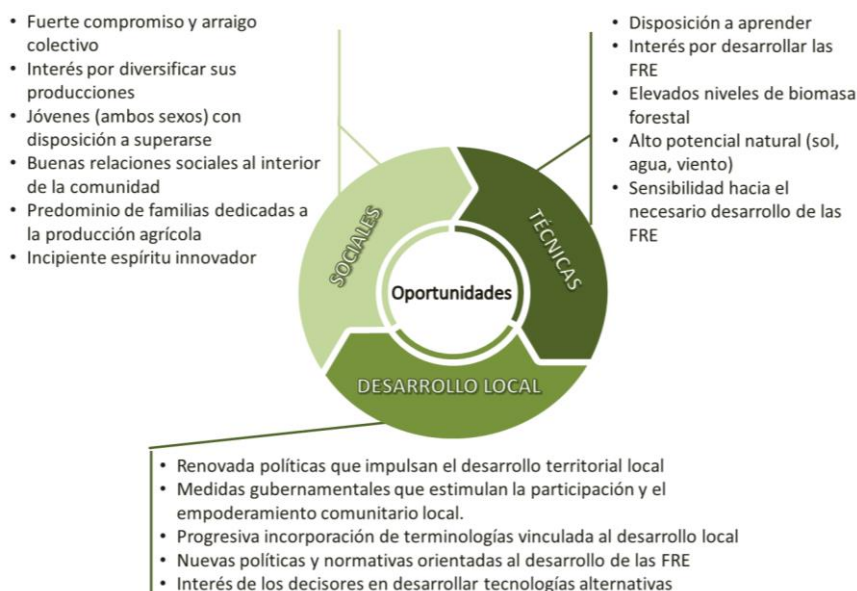 • Fuerte compromiso y arraigo
colectivo
• Interés por diversificar sus
producciones
• Jóvenes (ambos sexos) con
disposición a superarse
• Buenas relaciones sociales al interior
de la comunidad
• Predominio de familias dedicadas a
la producción agrícola
• Incipiente espíritu innovador
• Disposición a aprender
• Interés por desarrollar las
FRE
• Elevados niveles de biomasa
forestal
• Alto potencial natural (sol,
agua, viento)
• Sensibilidad hacia el
necesario desarrollo de las
FRE
SOCIALES
TÉCNICAS
Oportunidades
DESARROLLO LOCAL
• Renovada políticas que impulsan el desarrollo territorial local
• Medidas gubernamentales que estimulan la participación y el
empoderamiento comunitario local.
• Progresiva incorporación de terminologías vinculada al desarrollo local
• Nuevas políticas y normativas orientadas al desarrollo de las FRE
• Interés de los decisores en desarrollar tecnologías alternativas